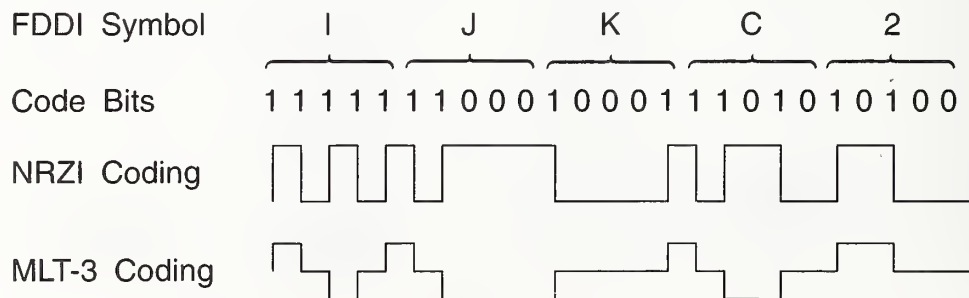 FDDI Symbol I J K C 2
Code Bits 1 1 1 1 1 1 1 0 0 0 1 0 0 0 1 1 1 0 1 0 1 0 1 0 0
NRZI Coding
MLT-3 Coding